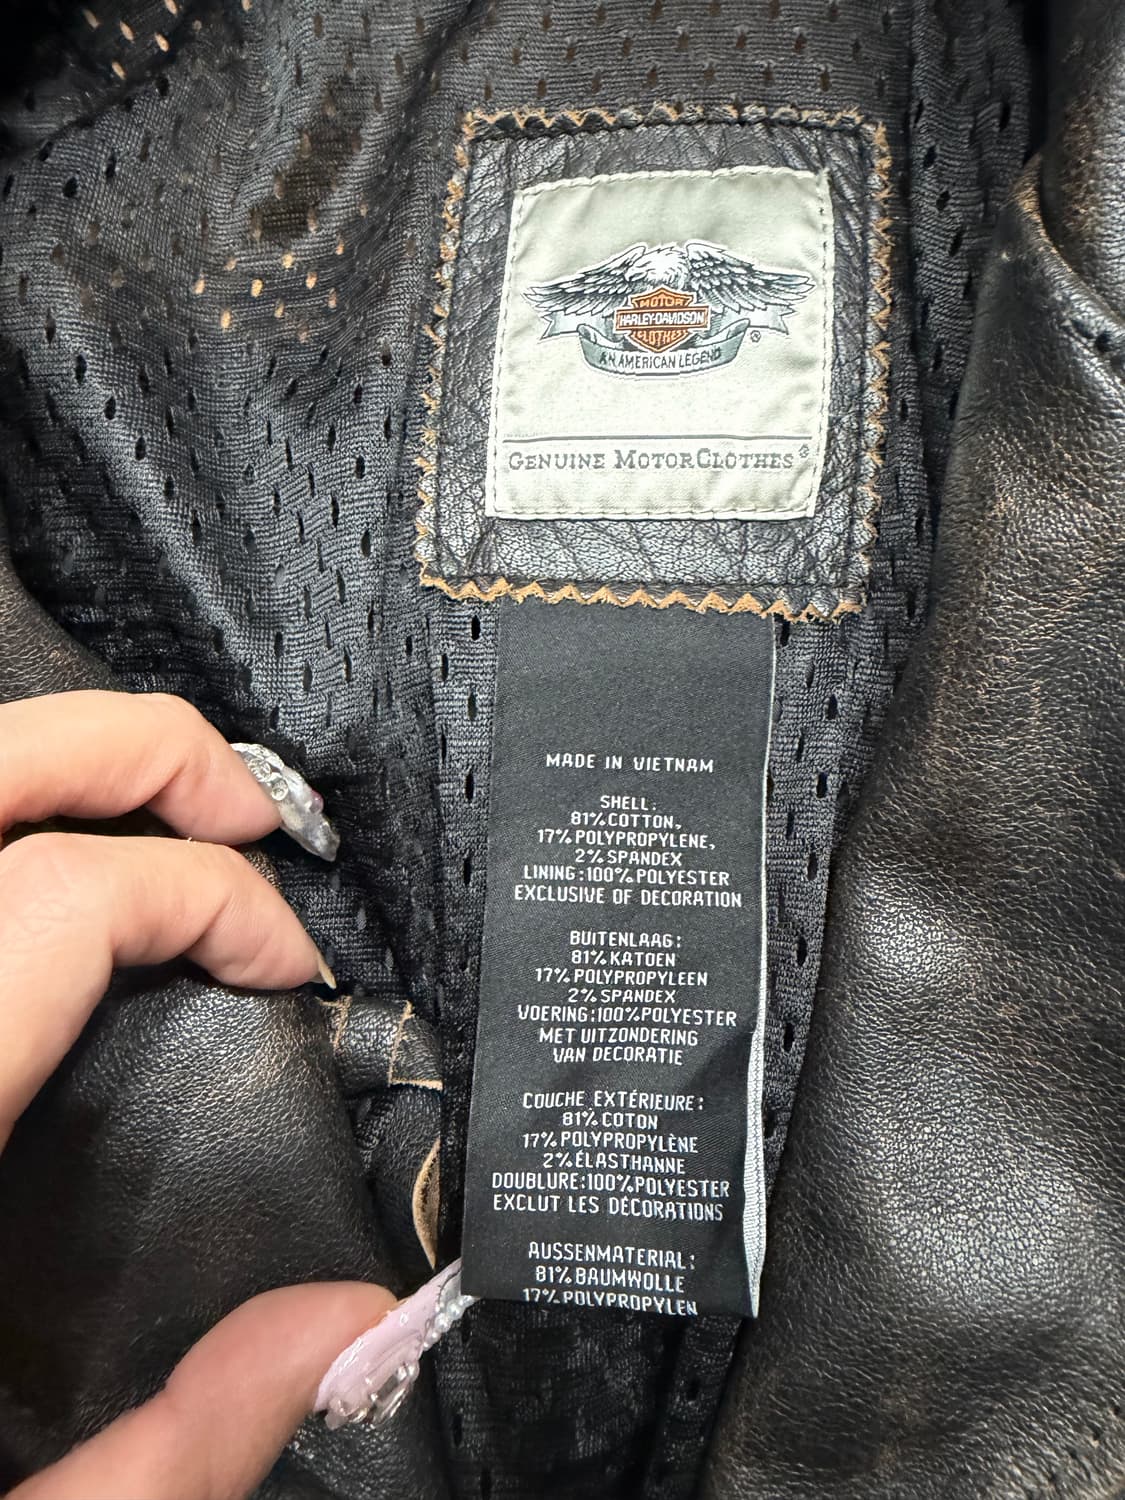 MOTOR
HARLEY-DAVIDSON
CLOTHES
AN AMERICAN LEGEND
®
GENUINE MOTORCLOTHES®
MADE IN VIETNAM
SHELL:
81% COTTON,
17% POLYPROPYLENE,
2% SPANDEX
LINING:100% POLYESTER
EXCLUSIVE OF DECORATION
BUITENLAAG:
81% KATOEN
17% POLYPROPYLEEN
2% SPANDEX
VOERING:100%POLYESTER
MET UITZONDERING
VAN DECORATIE
COUCHE EXTÉRIEURE:
81% COTON
17% POLYPROPYLÈNE
2% ÉLASTHANNE
DOUBLURE:100%POLYESTER
EXCLUT LES DÉCORATIONS
AUSSENMATERIAL:
81% BAUMWOLLE
17% POLYPROPYLEN